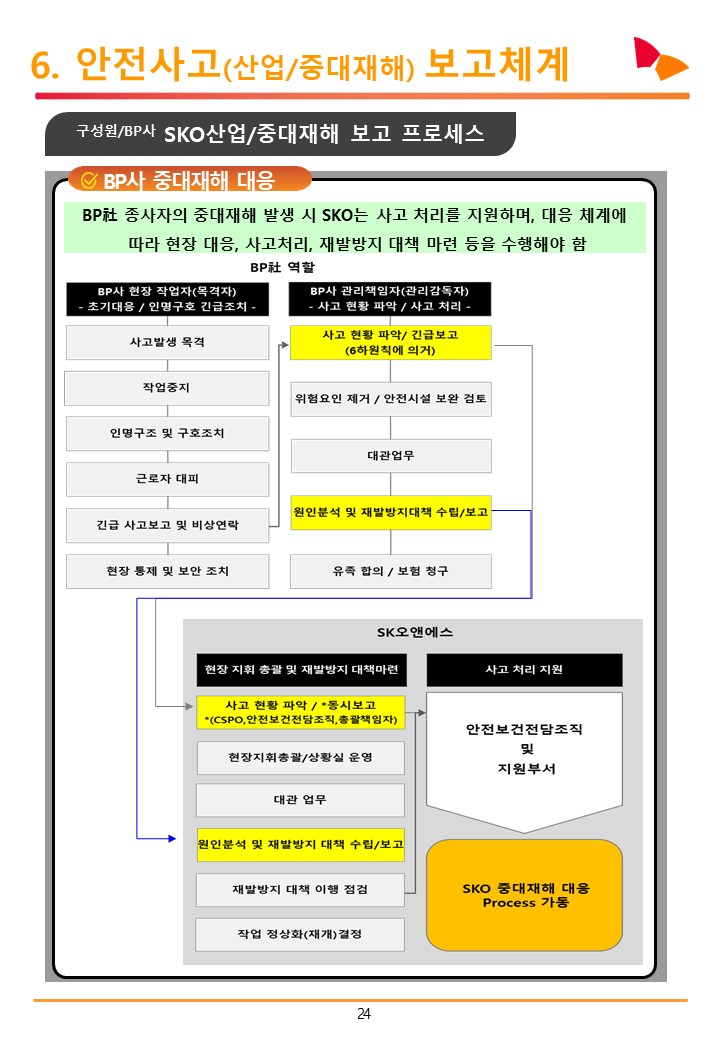 6. 안전사고(산업/중대재해) 보고체계
구성원/BP사 SKO산업/중대재해 보고 프로세스
BP사 중대재해 대응
BP社 종사자의 중대재해 발생 시 SKO는 사고 처리를 지원하며, 대응 체계에
따라 현장 대응, 사고처리, 재발방지 대책 마련 등을 수행해야 함
BP社 역할
BP사 현장 작업자(목격자)
- 초기대응 / 인명구호 긴급조치 -
사고발생 목격
작업중지
인명구조 및 구호조치
근로자 대피
긴급 사고보고 및 비상연락
현장 통제 및 보안 조치
BP사 관리책임자(관리감독자)
- 사고 현황 파악 / 사고 처리 -
사고 현황 파악/ 긴급보고
(6하원칙에 의거)
위험요인 제거 / 안전시설 보완 검토
대관업무
원인분석 및 재발방지대책 수립/보고
유족 합의 / 보험 청구
SK오앤에스
현장 지휘 총괄 및 재발방지 대책마련
사고 현황 파악 / *동시보고
*(CSPO,안전보건전담조직,총괄책임자)
현장지휘총괄/상황실 운영
대관 업무
원인분석 및 재발방지 대책 수립/보고
재발방지 대책 이행 점검
작업 정상화(재개)결정
사고 처리 지원
안전보건전담조직
및
지원부서
SKO 중대재해 대응
Process 가동
24